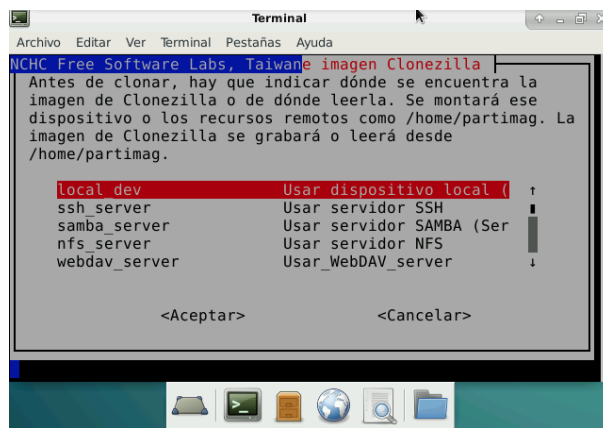 Terminal
Archivo Editar Ver Terminal Pestañas Ayuda
NCHC Free Software Labs, Taiwane imagen Clonezilla
Antes de clonar, hay que indicar dónde se encuentra la
imagen de Clonezilla o de dónde leerla. Se montará ese
dispositivo o los recursos remotos como /home/partimag. La
imagen de Clonezilla se grabará o leerá desde
/home/partimag.
local_dev Usar dispositivo local (
ssh_server Usar servidor SSH
samba_server Usar servidor SAMBA (Ser
nfs_server Usar servidor NFS
webdav_server Usar_WebDAV_server
<Aceptar> <Cancelar>